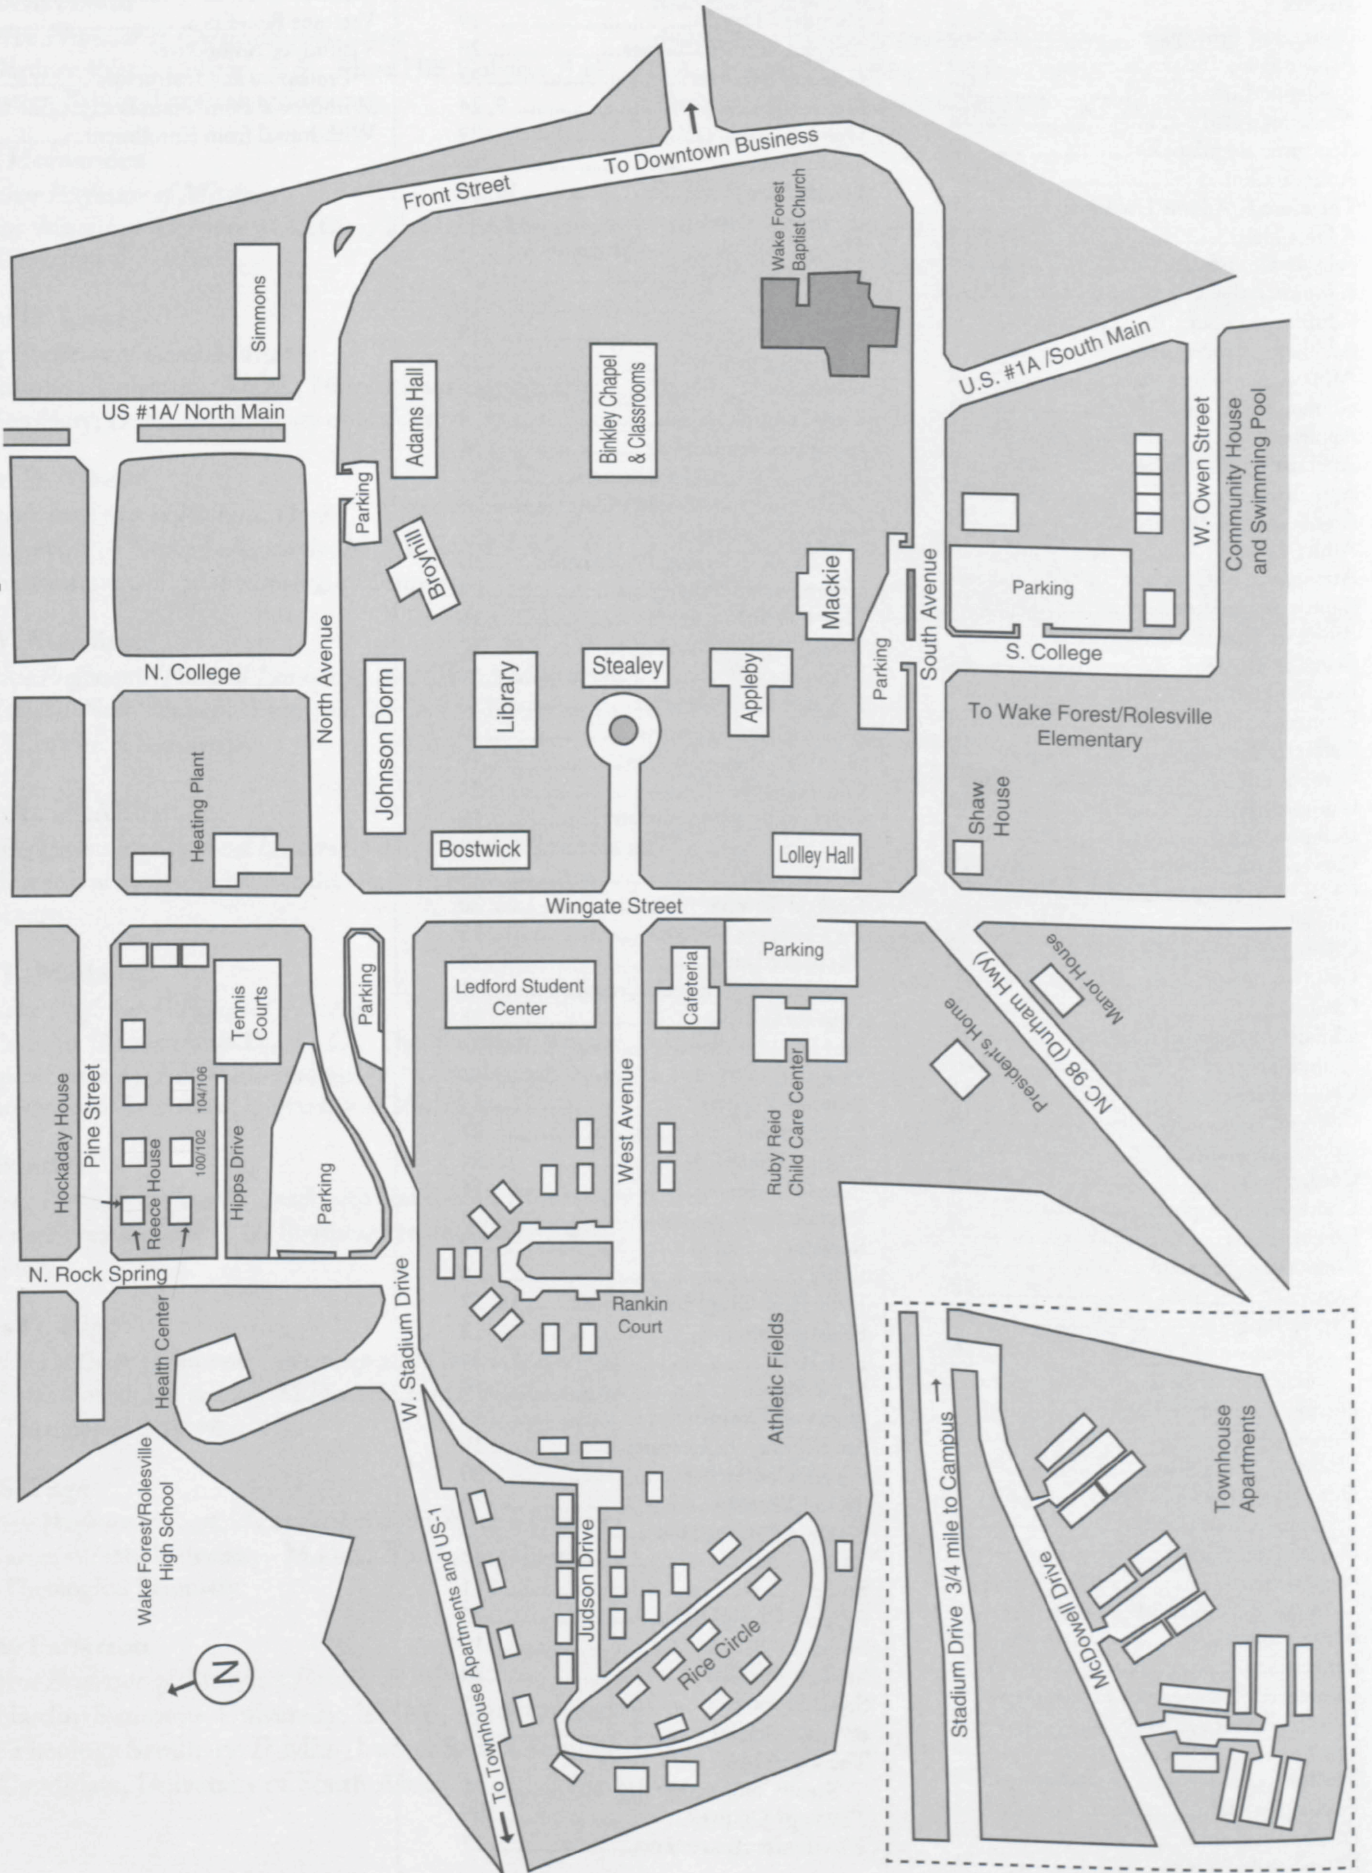 To Downtown Business
Front Street
Wake Forest
Baptist Church
Simmons
US #1A/ North Main
Adams Hall
Binkley Chapel
& Classrooms
U.S. #1A /South Main
W. Owen Street
Community House
and Swimming Pool
Parking
Broyhill
Mackie
Parking
South Avenue
Parking
S. College
N. College
North Avenue
Johnson Dorm
Library
Stealey
Appleby
To Wake Forest/Rolesville
Elementary
Heating Plant
Bostwick
Lolley Hall
Shaw
House
Wingate Street
Tennis
Courts
Parking
Ledford Student
Center
Cafeteria
Parking
Manor House
President's Home
NC 98 (Durham Hwy)
Hockaday House
Pine Street
104/106
100/102
Reece House
Hipps Drive
Parking
West Avenue
Ruby Reid
Child Care Center
N. Rock Spring
Health Center
W. Stadium Drive
Rankin
Court
Athletic Fields
Wake Forest/Rolesville
High School
N
To Townhouse Apartments and US-1
Judson Drive
Rice Circle
Stadium Drive 3/4 mile to Campus
McDowell Drive
Townhouse
Apartments